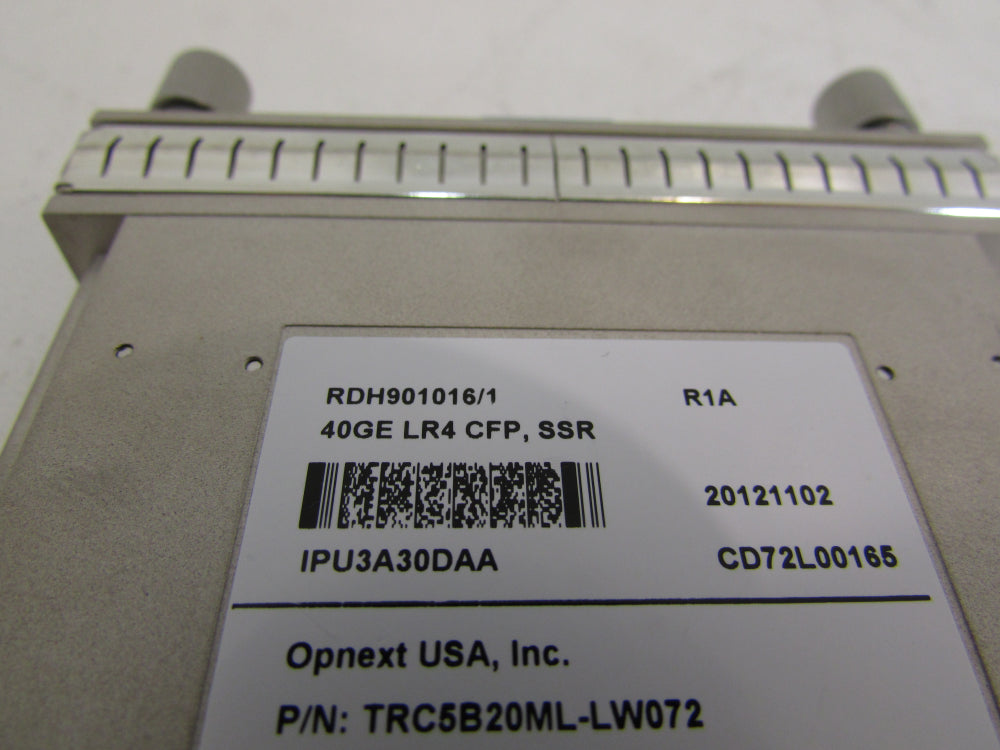 RDH901016/1 R1A
40GE LR4 CFP, SSR
20121102
IPU3A30DAA CD72L00165
Opnext USA, Inc.
P/N: TRC5B20ML-LW072